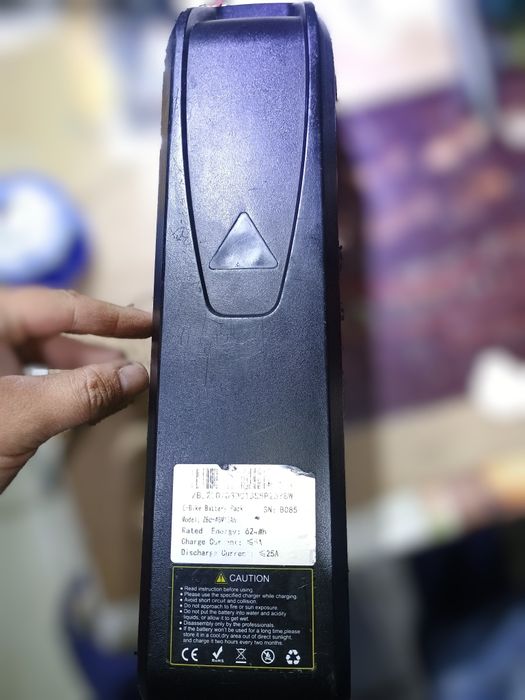 E-Bike Battery Pack SN: B085
Rated Energy: 624Wh
Charge Current: ≤5A
Discharge Current: ≤25A
CAUTION
• Read instruction before using.
• Please use the specified charger while charging.
• Avoid short circuit and collision.
• Do not approach to fire or sun exposure.
• Do not put the battery into water and acidity
liquids, or allow it to get wet.
• Disassembly only by the professionals.
• If the battery won't be used for a long time,please
store it in a cool,dry area out of direct sunlight,
and charge it two hours every two months.
CE